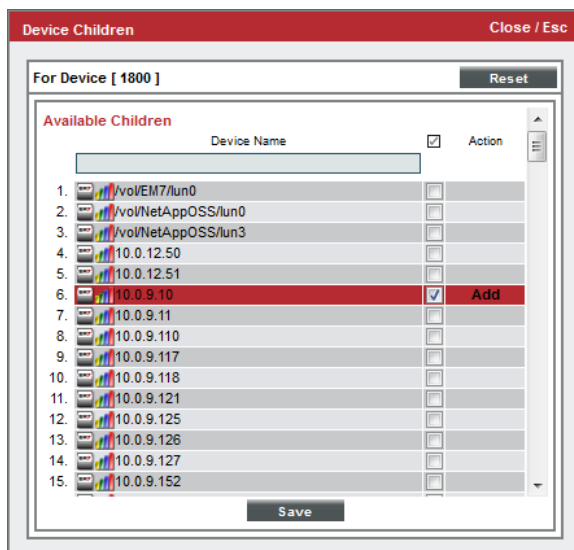 Device Children Close / Esc
For Device [ 1800 ] Reset
Available Children
Device Name Action
1. /vol/EM7/lun0
2. /vol/NetAppOSS/lun0
3. /vol/NetAppOSS/lun3
4. 10.0.12.50
5. 10.0.12.51
6. 10.0.9.10 Add
7. 10.0.9.11
8. 10.0.9.110
9. 10.0.9.117
10. 10.0.9.118
11. 10.0.9.121
12. 10.0.9.125
13. 10.0.9.126
14. 10.0.9.127
15. 10.0.9.152
Save